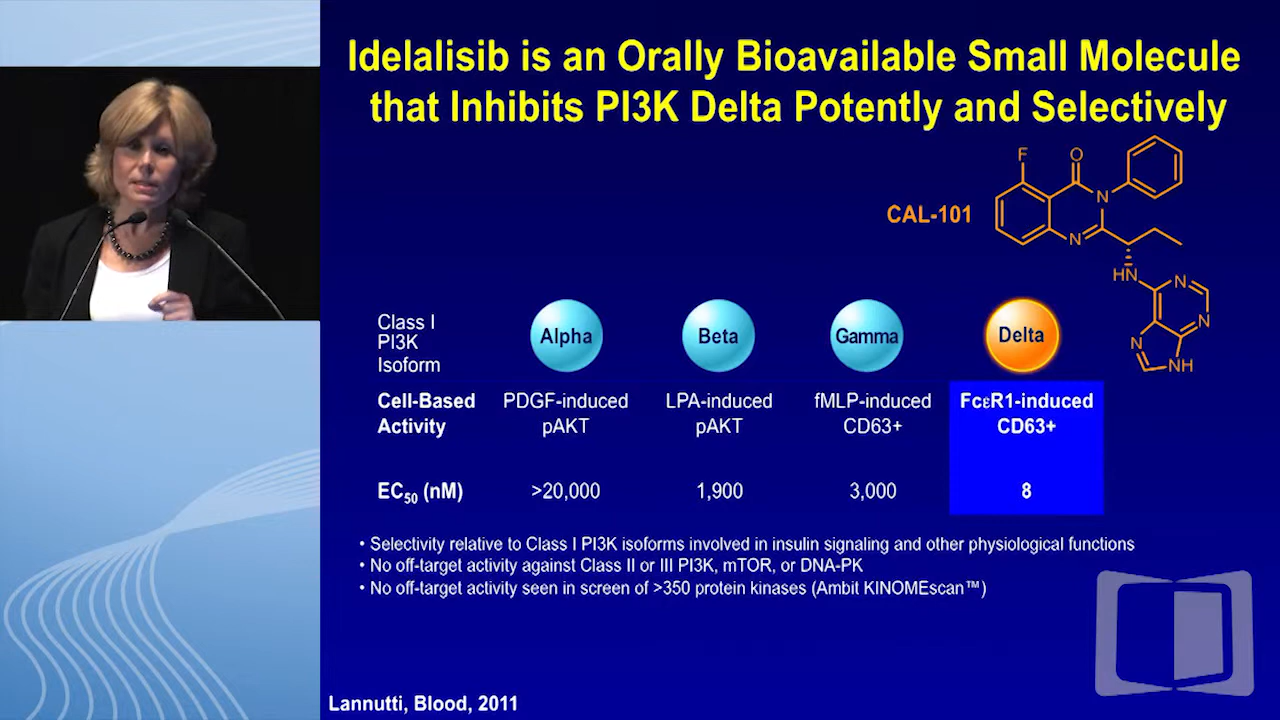 Idelalisib is an Orally Bioavailable Small Molecule
that Inhibits PI3K Delta Potently and Selectively
CAL-101
F
O
N
N
HN
N
N
N
NH
Class I
PI3K
Isoform
Alpha
Beta
Gamma
Delta
Cell-Based
Activity
PDGF-induced
pAKT
LPA-induced
pAKT
fMLP-induced
CD63+
FcεR1-induced
CD63+
EC50 (nM)
>20,000
1,900
3,000
8
• Selectivity relative to Class I PI3K isoforms involved in insulin signaling and other physiological functions
• No off-target activity against Class II or III PI3K, mTOR, or DNA-PK
• No off-target activity seen in screen of >350 protein kinases (Ambit KINOMEscan™)
Lannutti, Blood, 2011